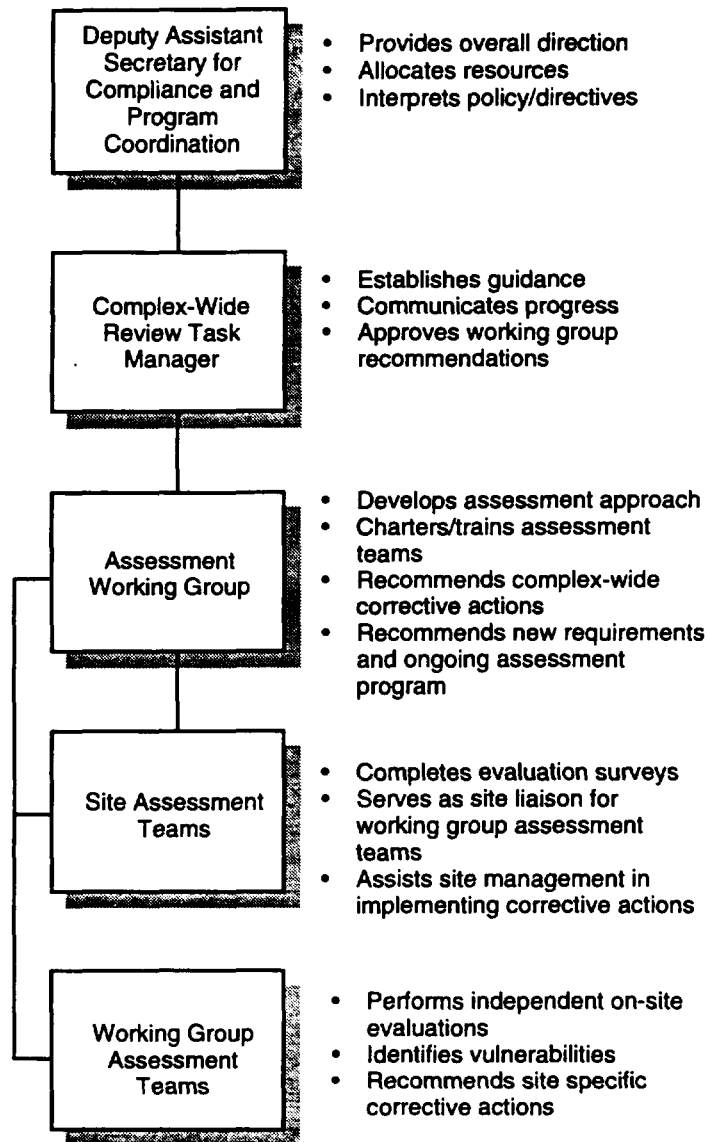 Deputy Assistant
Secretary for
Compliance and
Program
Coordination
• Provides overall direction
• Allocates resources
• Interprets policy/directives
Complex-Wide
Review Task
Manager
• Establishes guidance
• Communicates progress
• Approves working group
recommendations
Assessment
Working Group
• Develops assessment approach
• Charters/trains assessment
teams
• Recommends complex-wide
corrective actions
• Recommends new requirements
and ongoing assessment
program
Site Assessment
Teams
• Completes evaluation surveys
• Serves as site liaison for
working group assessment
teams
• Assists site management in
implementing corrective actions
Working Group
Assessment
Teams
• Performs independent on-site
evaluations
• Identifies vulnerabilities
• Recommends site specific
corrective actions